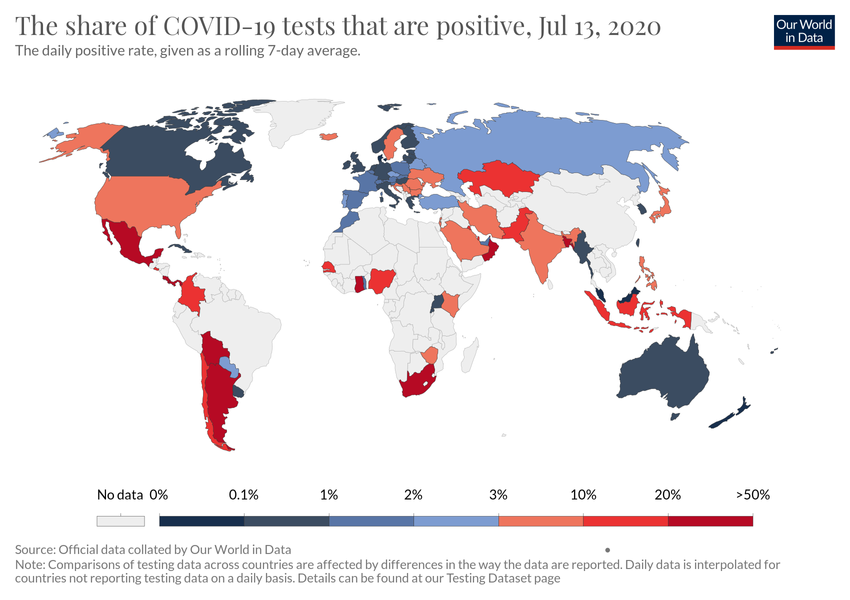 The share of COVID-19 tests that are positive, Jul 13, 2020
The daily positive rate, given as a rolling 7-day average.
Our World
in Data
No data 0% 0.1% 1% 2% 3% 10% 20% >50%
Source: Official data collated by Our World in Data
Note: Comparisons of testing data across countries are affected by differences in the way the data are reported. Daily data is interpolated for
countries not reporting testing data on a daily basis. Details can be found at our Testing Dataset page